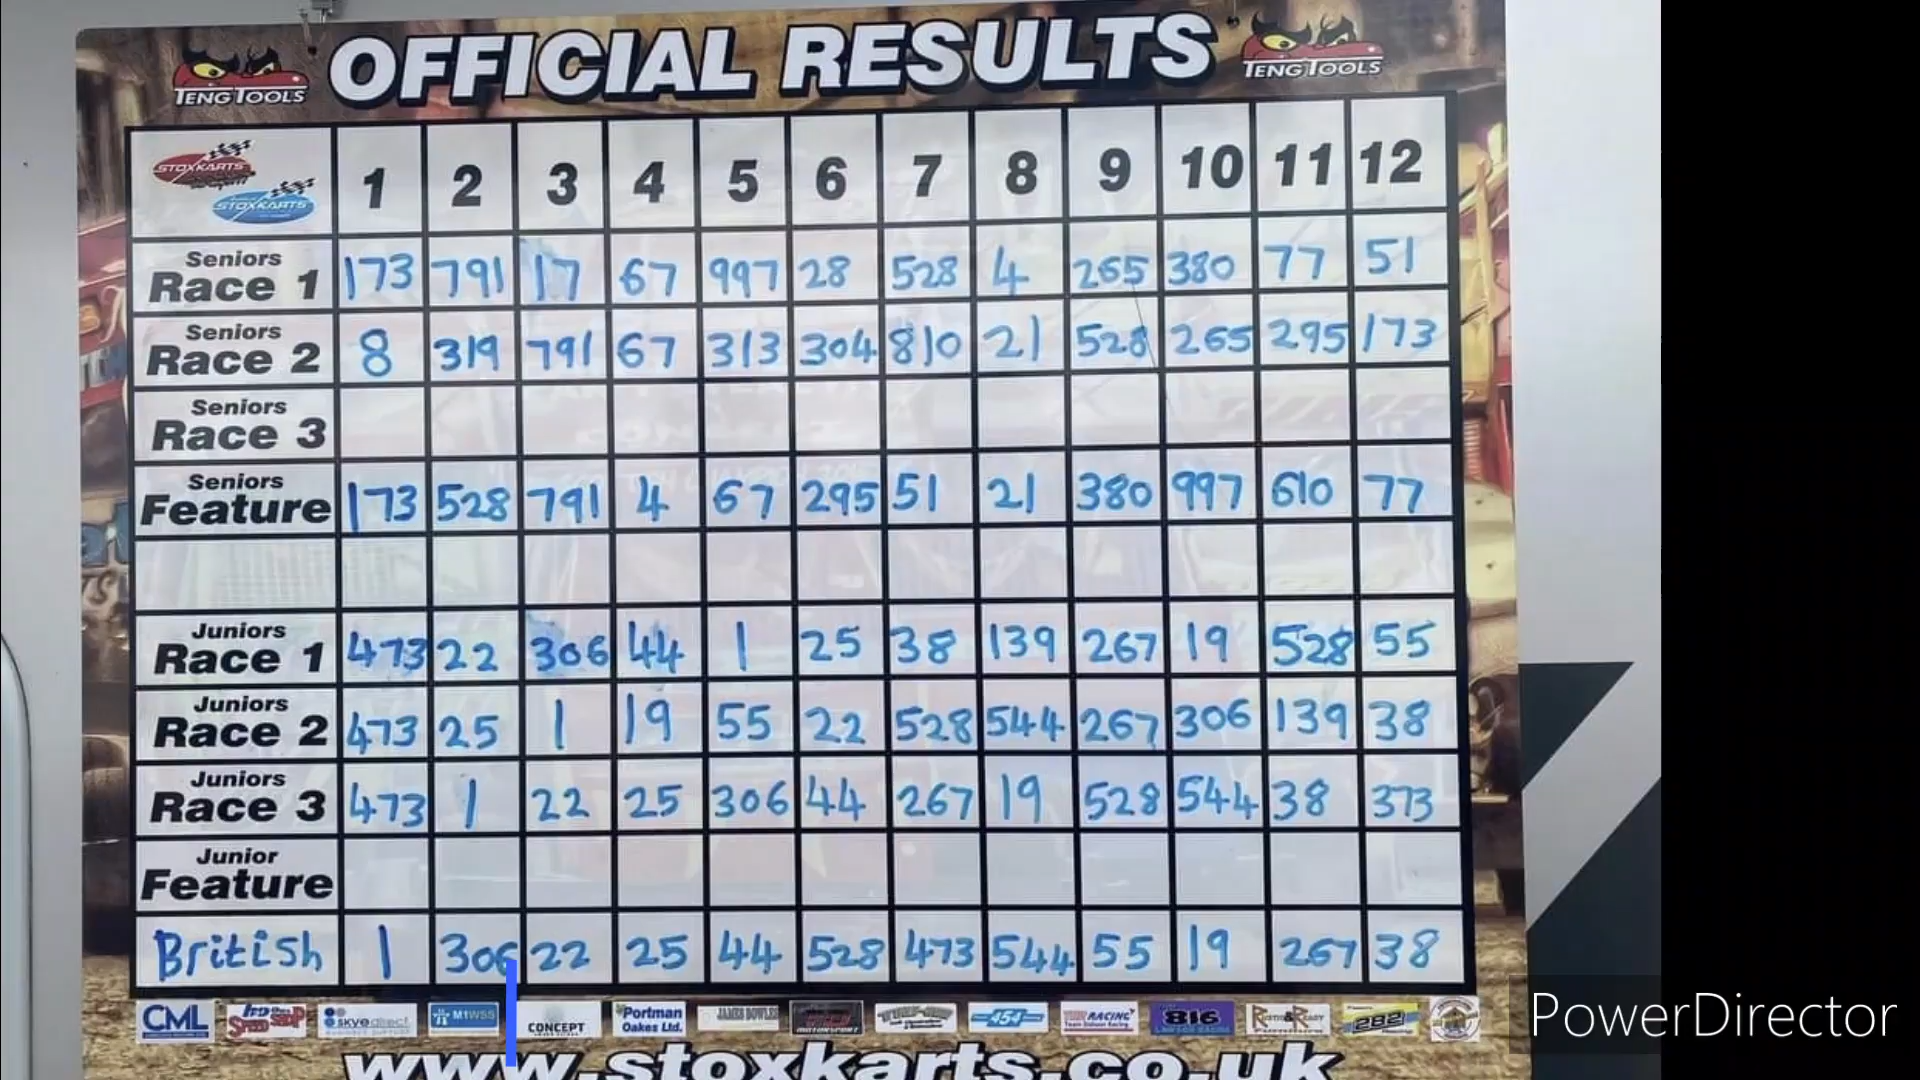 TENG TOOLS OFFICIAL RESULTS TENG TOOLS
STOXKARTS
STOXKARTS
1 2 3 4 5 6 7 8 9 10 11 12
Seniors
Race 1 173 791 17 67 997 28 528 4 265 380 77 51
Seniors
Race 2 8 319 791 67 313 304 810 21 528 265 295 173
Seniors
Race 3
Seniors
Feature 173 528 791 4 67 295 51 21 380 997 610 77
Juniors
Race 1 473 22 306 44 1 25 38 139 267 19 528 55
Juniors
Race 2 473 25 1 19 55 22 528 544 267 306 139 38
Juniors
Race 3 473 1 22 25 306 44 267 19 528 544 38 373
Junior
Feature
British 1 306 22 25 44 528 473 544 55 19 267 38
CML skye direct M1WSS CONCEPT Portman Oakes Ltd. JAMES BOWLES 454 RACING 816 282
www.stoxkarts.co.uk
PowerDirector